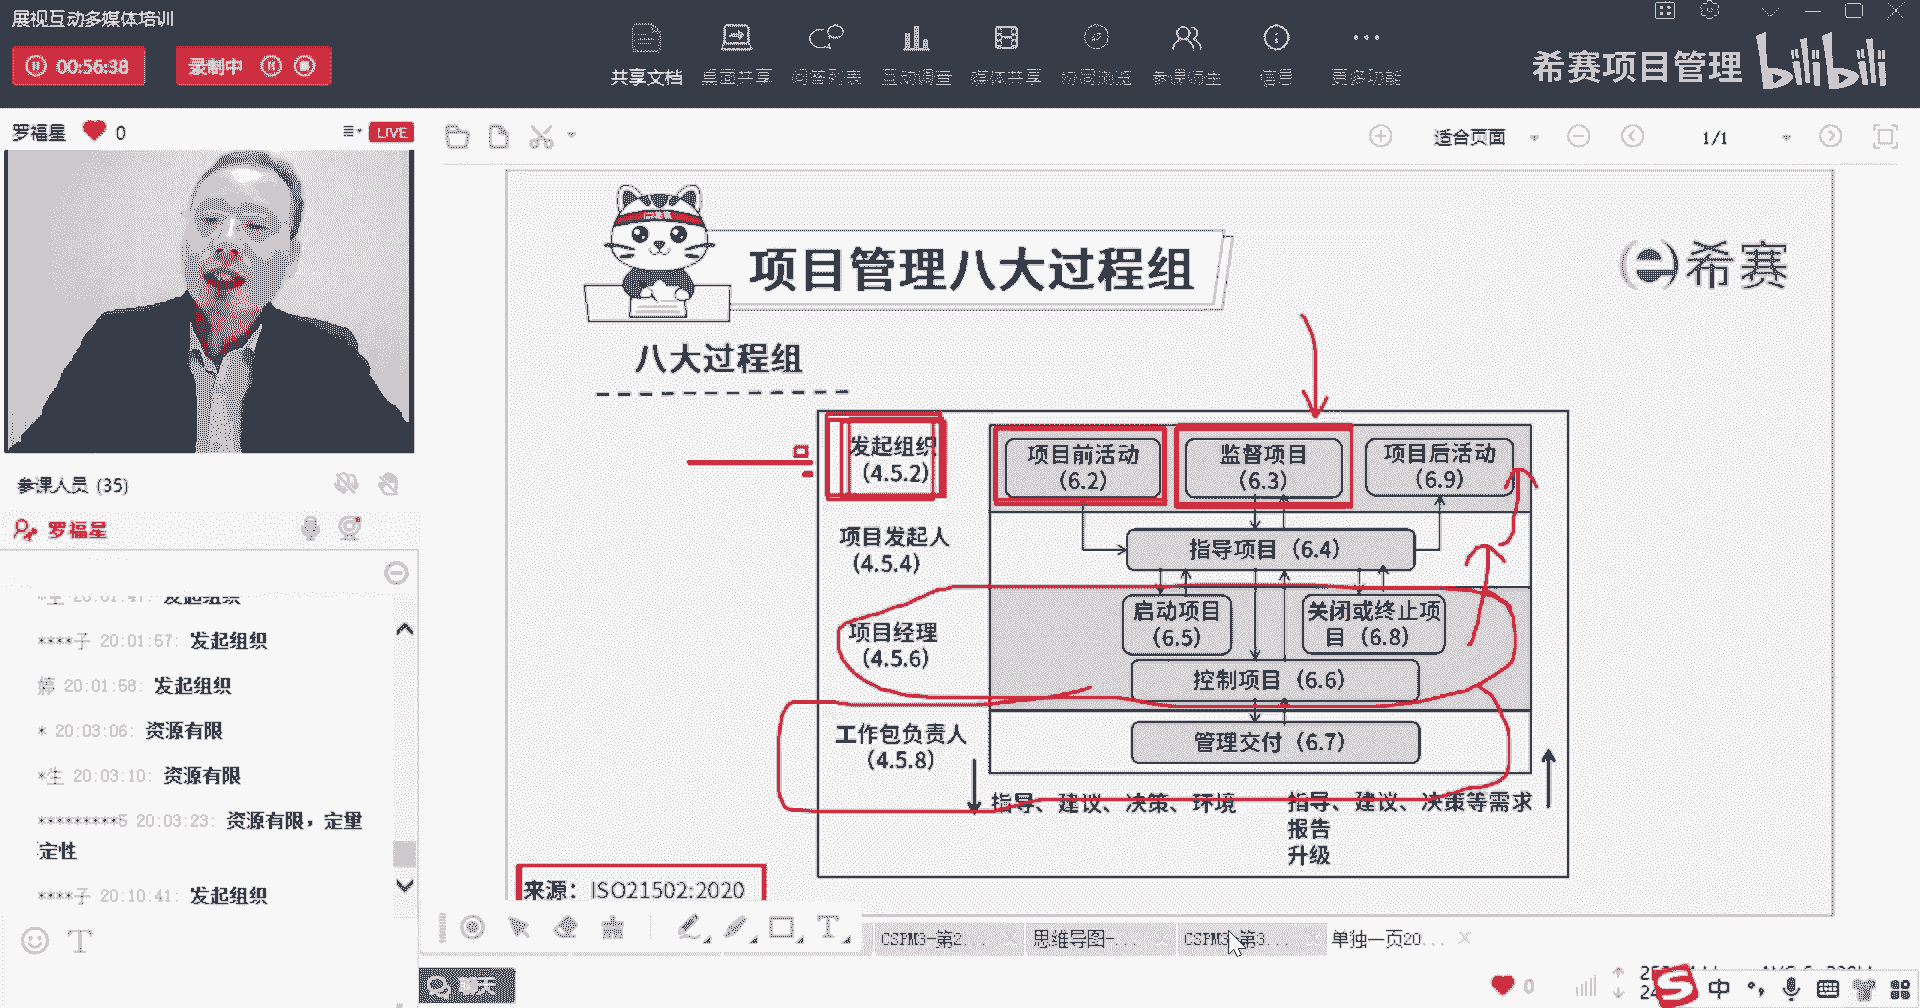 展视互动多媒体培训
00:56:38
录制中
共享文档
桌面共享
问答列表
互动调查
媒体共享
协同浏览
参课师生
信息
更多功能
希赛项目管理
bilibili
罗福星
0
LIVE
适合页面
1/1
参课人员 (35)
罗福星
发起组织
****子 20:01:57: 发起组织
婷 20:01:58: 发起组织
* 20:03:06: 资源有限
*生 20:03:10: 资源有限
*********5 20:03:23: 资源有限，定量
定性
****子 20:10:41: 发起组织
项目管理八大过程组
希赛
八大过程组
发起组织
(4.5.2)
项目前活动
(6.2)
监督项目
(6.3)
项目后活动
(6.9)
项目发起人
(4.5.4)
指导项目（6.4）
项目经理
(4.5.6)
启动项目
(6.5)
关闭或终止项
目（6.8）
控制项目（6.6）
工作包负责人
(4.5.8)
管理交付（6.7）
指导、建议、决策、环境
指导、建议、决策等需求
报告
升级
来源：ISO21502:2020
CSPM3-第2...
思维导图-...
CSPM3-第3...
单独一页20...
聊天
0
中